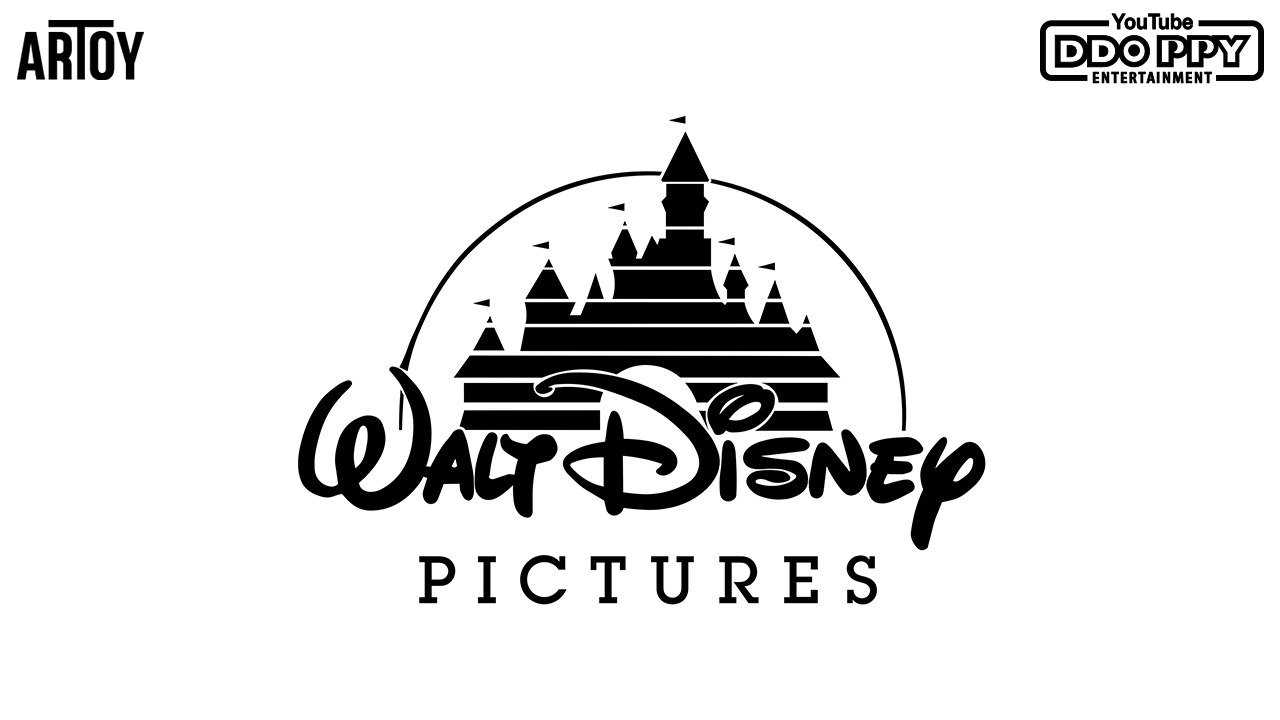 ARTOY
YouTube
DDO PPY
ENTERTAINMENT
WALT DISNEY
PICTURES